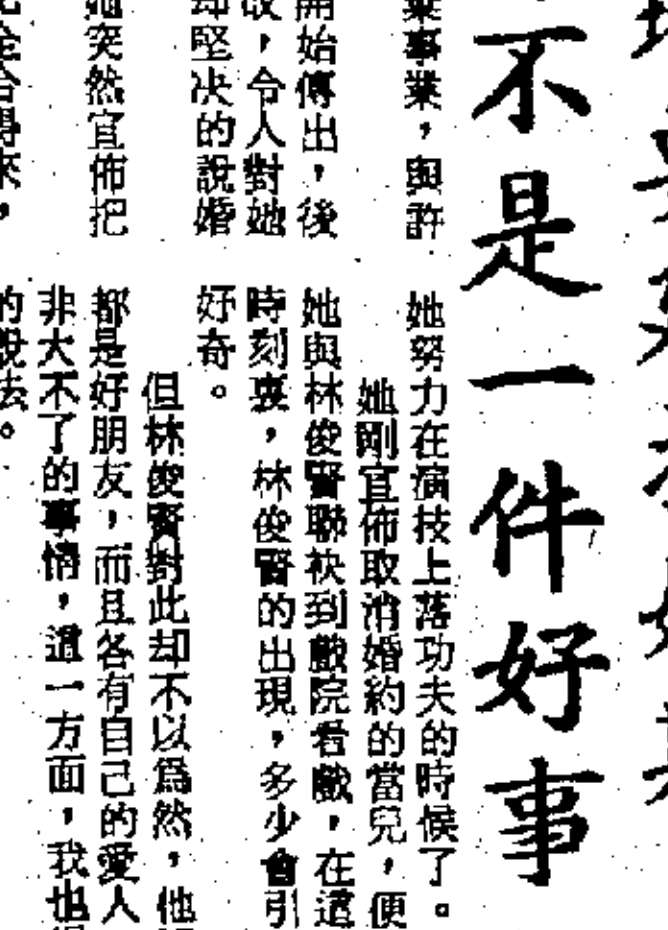 不是一件好事
業事業，與許
開始傳出，後
改，令人對她
却堅决的說婚
她突然宣佈把
完全合得來，
她努力在演技上落功夫的時候了。
她剛宣佈取消婚約的當兒，便
她與林俊賢聯袂到戲院看戲，在這
時刻裏，林俊賢的出現，多少會引
好奇。
但林俊賢對此却不以爲然，他
都是好朋友，而且各有自己的愛人
非大不了的事情，這一方面，我也
的說法。